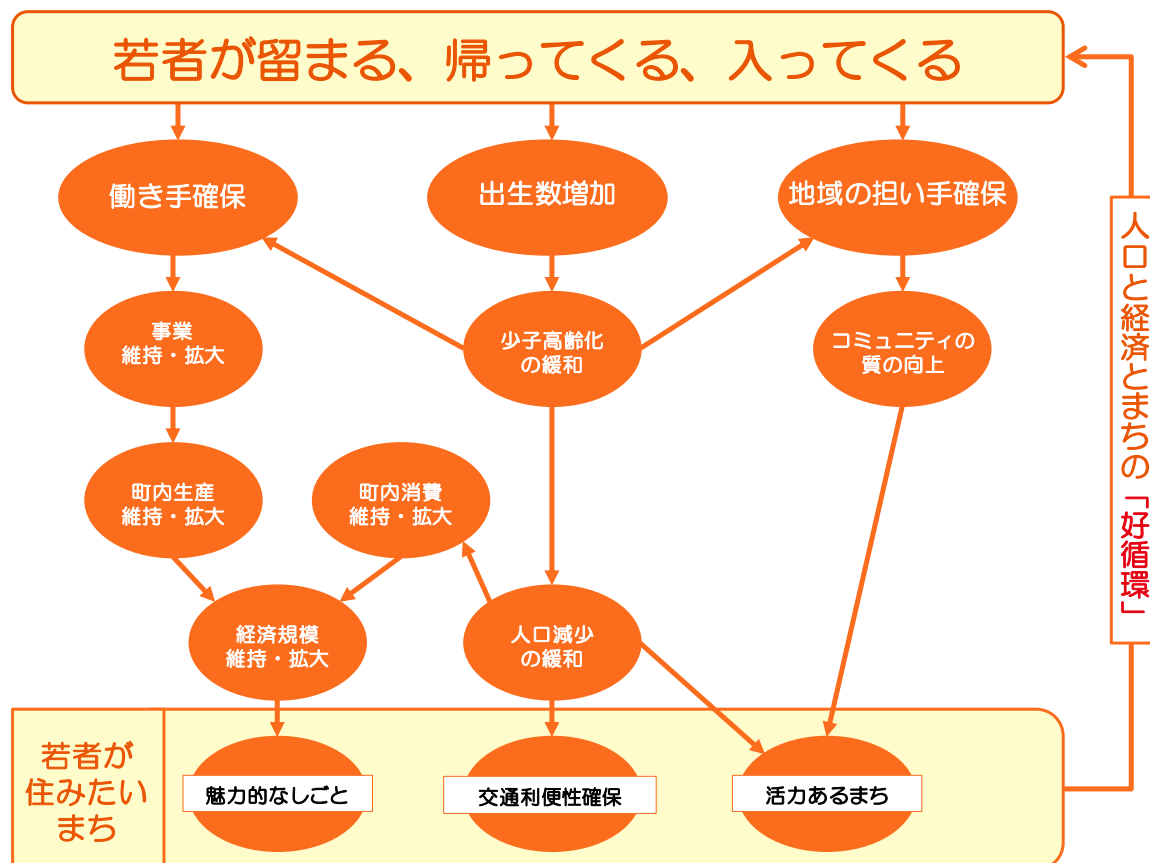 若者が留まる、帰ってくる、入ってくる
働き手確保
出生数増加
地域の担い手確保
事業
維持・拡大
少子高齢化
の緩和
コミュニティの
質の向上
町内生産
維持・拡大
町内消費
維持・拡大
経済規模
維持・拡大
人口減少
の緩和
人口と経済とまちの「好循環」
若者が
住みたい
まち
魅力的なしごと
交通利便性確保
活力あるまち